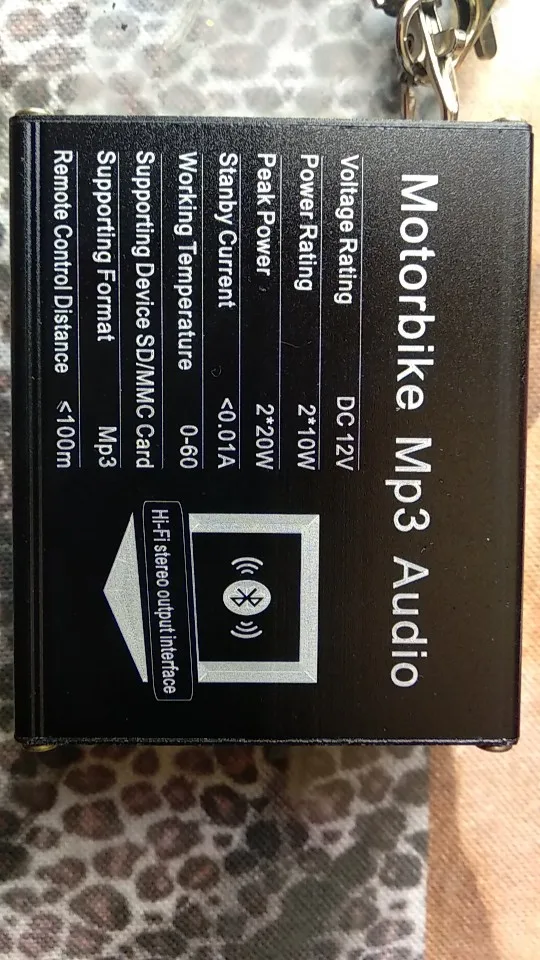 Motorbike Mp3 Audio
Voltage Rating DC 12V
Power Rating 2*10W
Peak Power 2*20W
Stanby Current <0.01A
Working Temperature 0-60
Supporting Device SD/MMC Card
Supporting Format Mp3
Remote Control Distance <100m
Hi-Fi stereo output interface